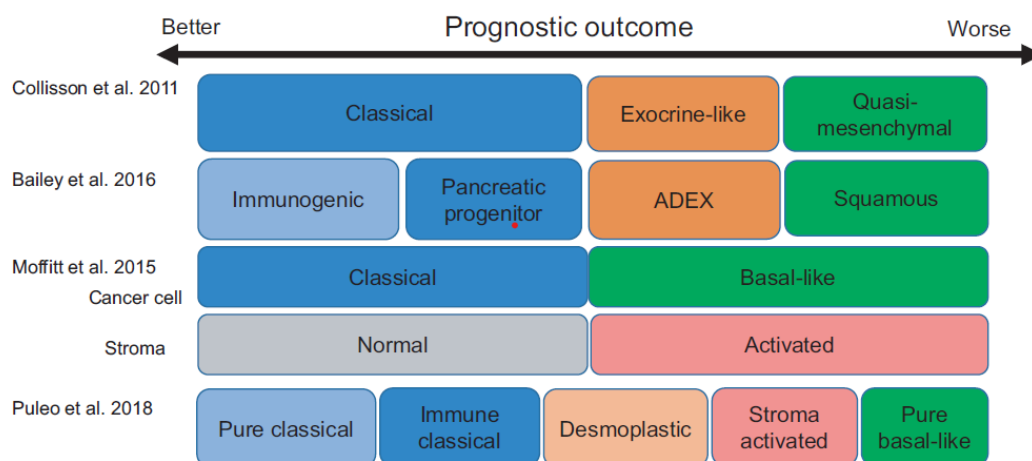 Better Prognostic outcome Worse
Collisson et al. 2011
Classical Exocrine-like Quasi-
mesenchymal
Bailey et al. 2016
Immunogenic Pancreatic
progenitor ADEX Squamous
Moffitt et al. 2015
Cancer cell
Classical Basal-like
Stroma
Normal Activated
Puleo et al. 2018
Pure classical Immune
classical Desmoplastic Stroma
activated Pure
basal-like